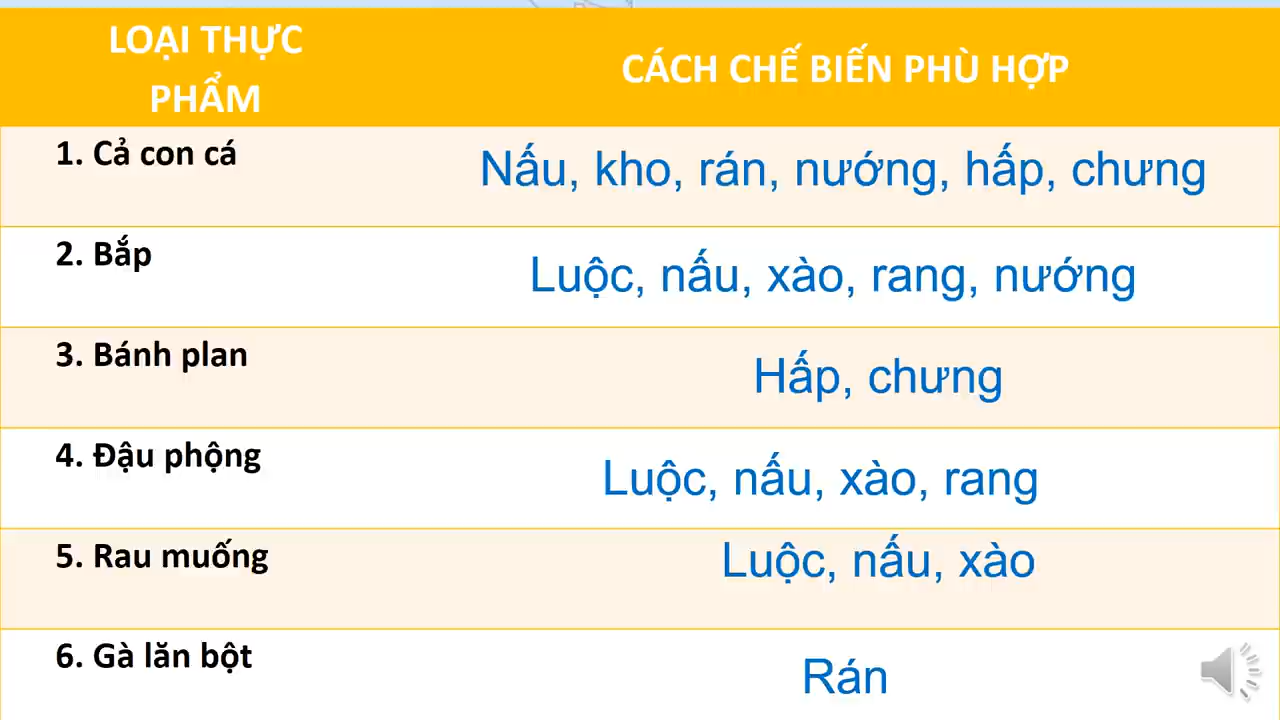 LOẠI THỰC
PHẨM
CÁCH CHẾ BIẾN PHÙ HỢP
1. Cả con cá
Nấu, kho, rán, nướng, hấp, chưng
2. Bắp
Luộc, nấu, xào, rang, nướng
3. Bánh plan
Hấp, chưng
4. Đậu phộng
Luộc, nấu, xào, rang
5. Rau muống
Luộc, nấu, xào
6. Gà lăn bột
Rán